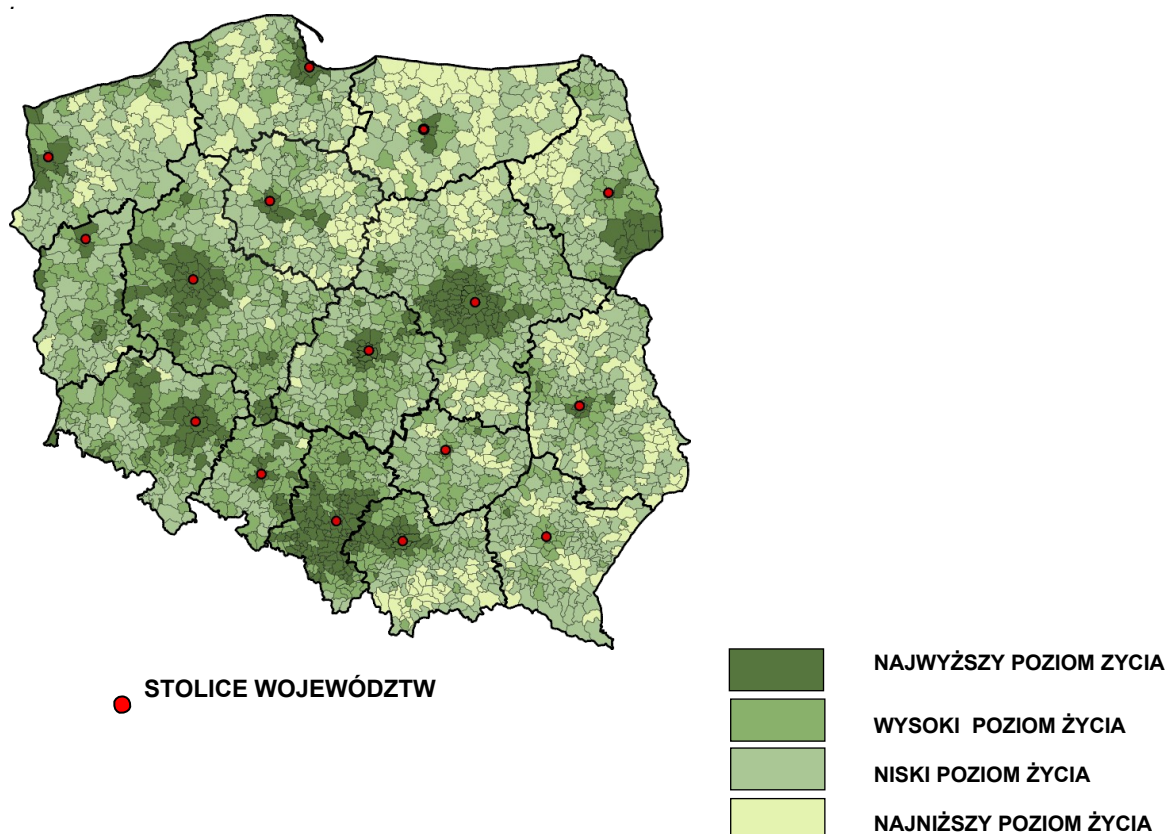 STOLICE WOJEWÓDZTW
NAJWYŻSZY POZIOM ZYCIA
WYSOKI POZIOM ŻYCIA
NISKI POZIOM ŻYCIA
NAJNIŻSZY POZIOM ŻYCIA